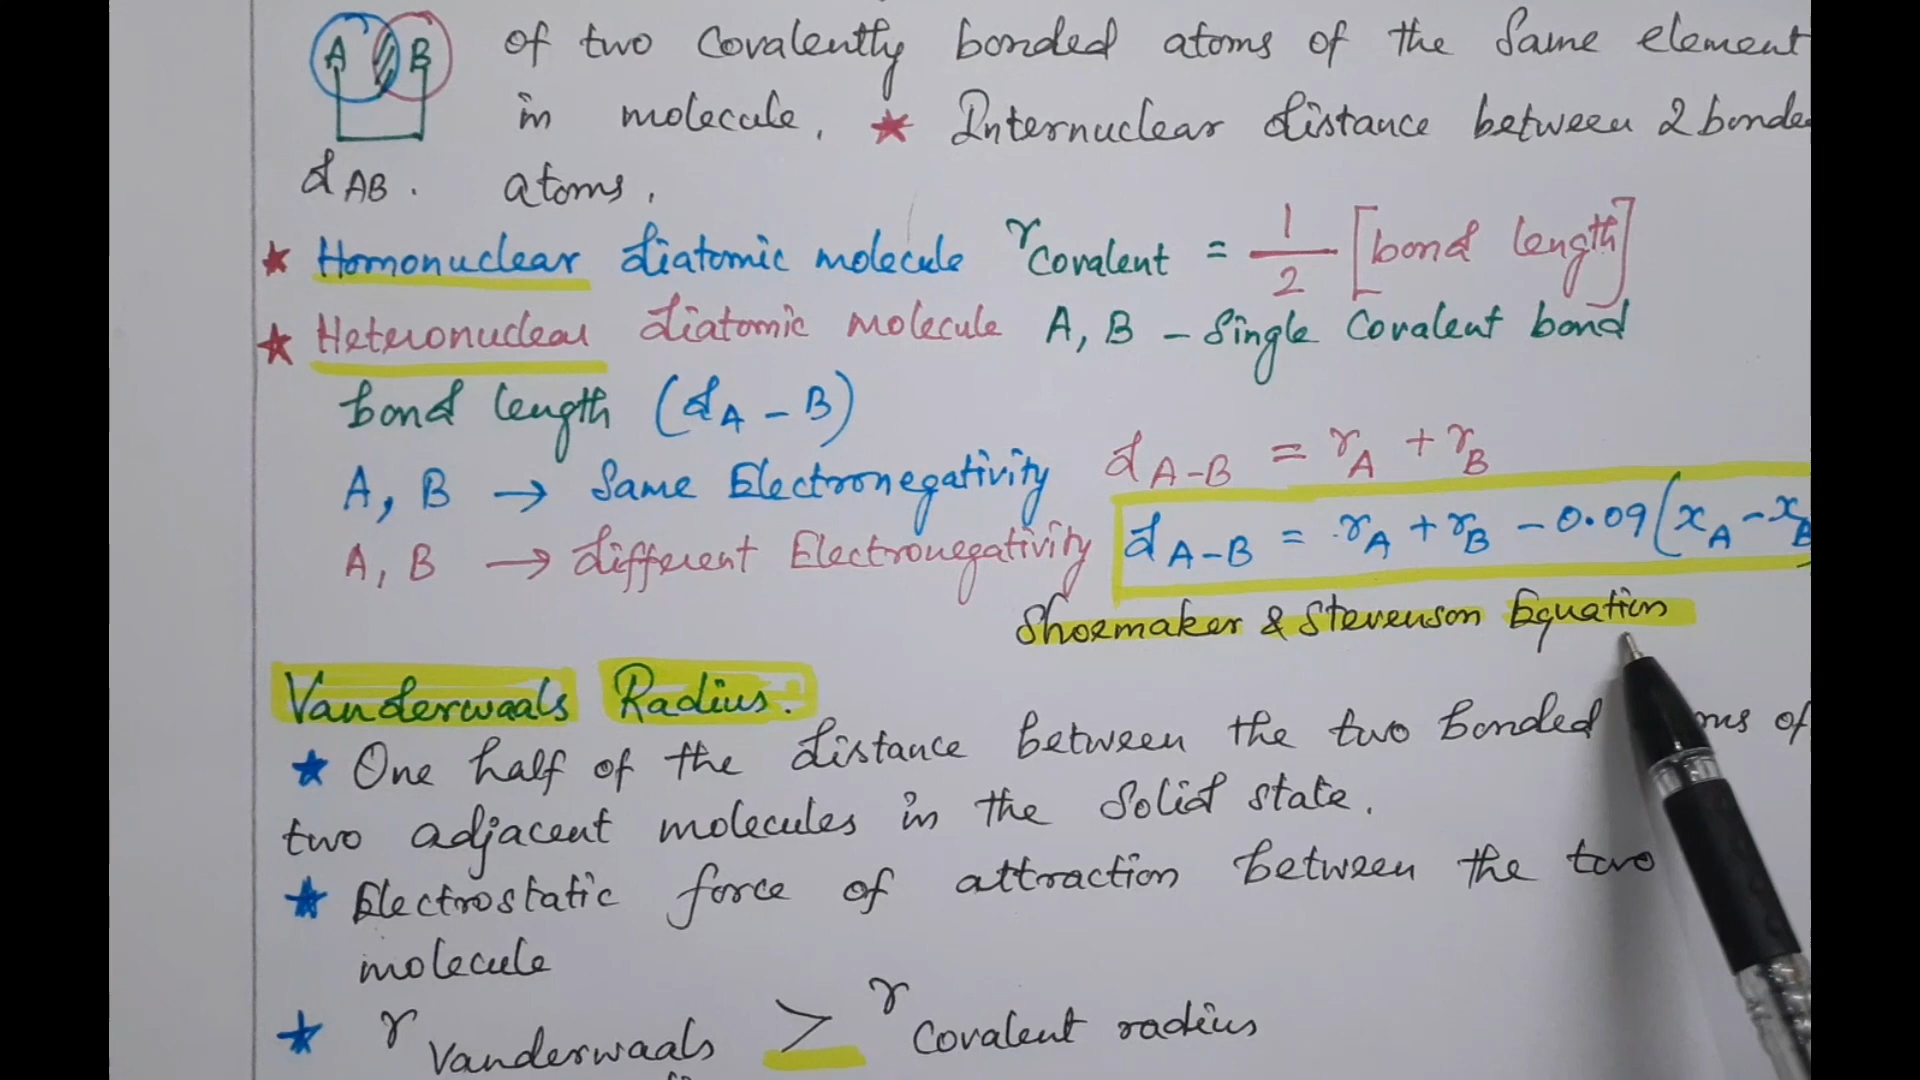 A B of two covalently bonded atoms of the same element
in molecule. ★ Internuclear distance between 2 bonde
dAB. atoms.
★ Homonuclear diatomic molecule rCovalent = 1/2 [bond length]
★ Heteronuclear diatomic molecule A, B - Single Covalent bond
bond length (dA-B)
dA-B = rA + rB
A, B → Same Electronegativity
A, B → different Electronegativity dA-B = rA + rB - 0.09(xA - xB
Shoemaker & Stevenson Equation
Vanderwaals Radius:
★ One half of the distance between the two bonded ms of
two adjacent molecules in the Solid state.
★ Electrostatic force of attraction between the two
molecule
★ rVanderwaals > rCovalent radius